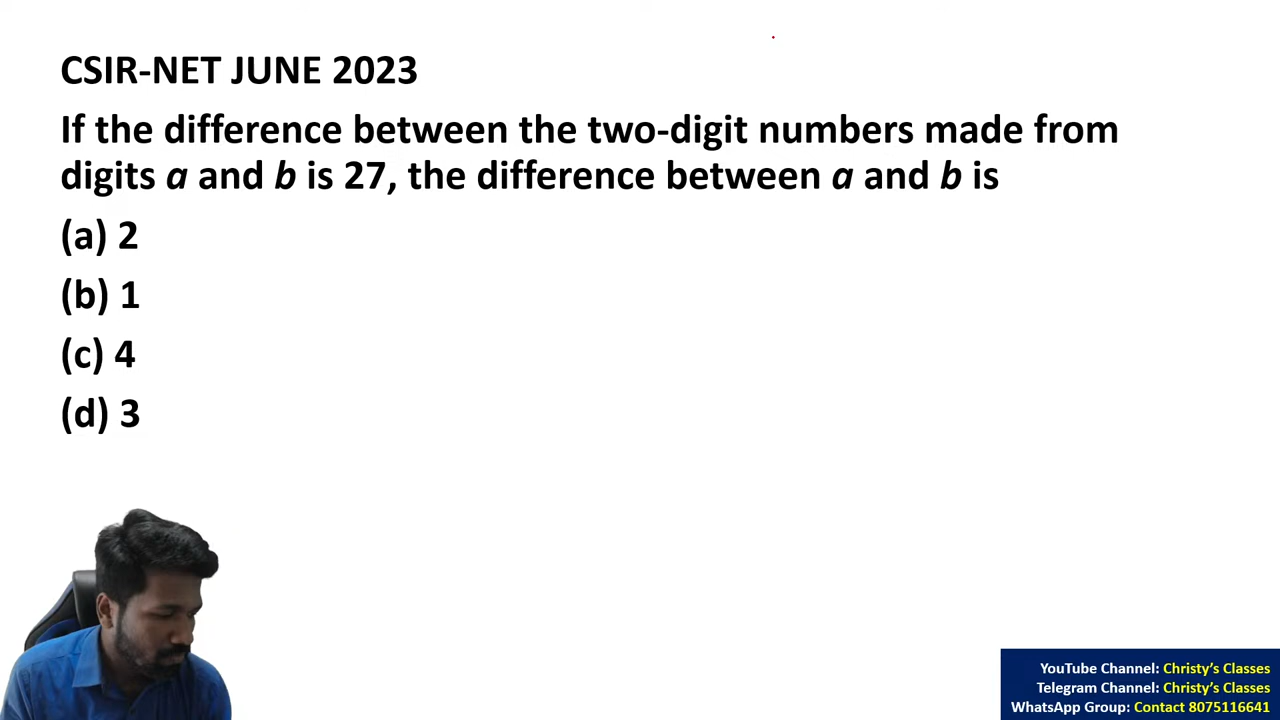 CSIR-NET JUNE 2023
If the difference between the two-digit numbers made from
digits a and b is 27, the difference between a and b is
(a) 2
(b) 1
(c) 4
(d) 3
YouTube Channel: Christy’s Classes
Telegram Channel: Christy’s Classes
WhatsApp Group: Contact 8075116641